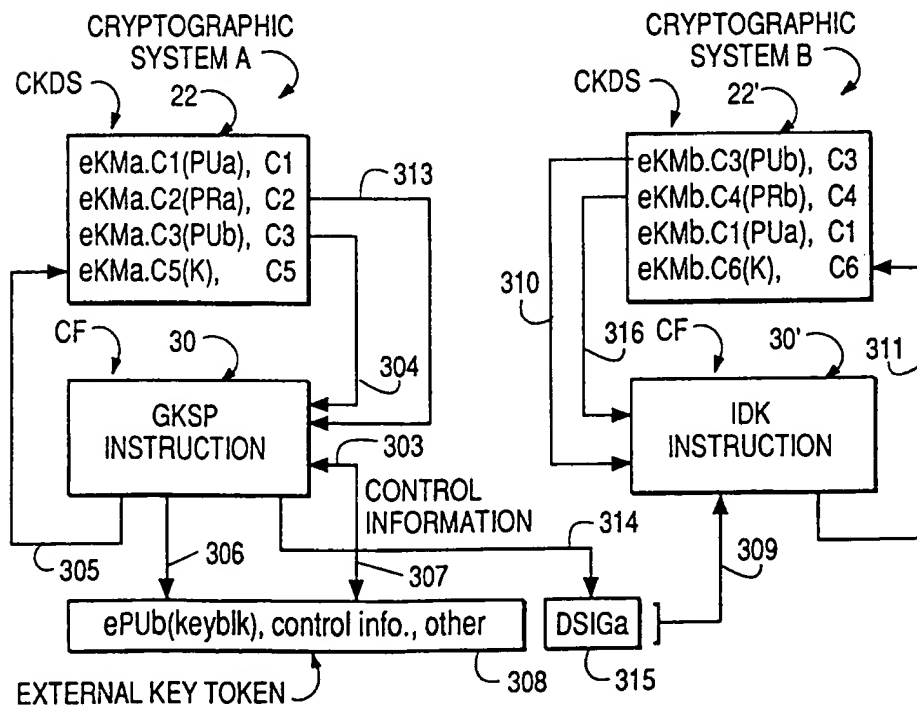 CRYPTOGRAPHIC
SYSTEM A
CKDS
22
eKMa.C1(PUa), C1
eKMa.C2(PRa), C2
eKMa.C3(PUb), C3
eKMa.C5(K), C5
313
CF
30
304
GKSP
INSTRUCTION
303
CONTROL
INFORMATION
305
306
307
314
ePUb(keyblk), control info., other
DSIGa
EXTERNAL KEY TOKEN
308
315
CRYPTOGRAPHIC
SYSTEM B
CKDS
22'
eKMb.C3(PUb), C3
eKMb.C4(PRb), C4
eKMb.C1(PUa), C1
eKMb.C6(K), C6
310
316
CF
30'
311
IDK
INSTRUCTION
309